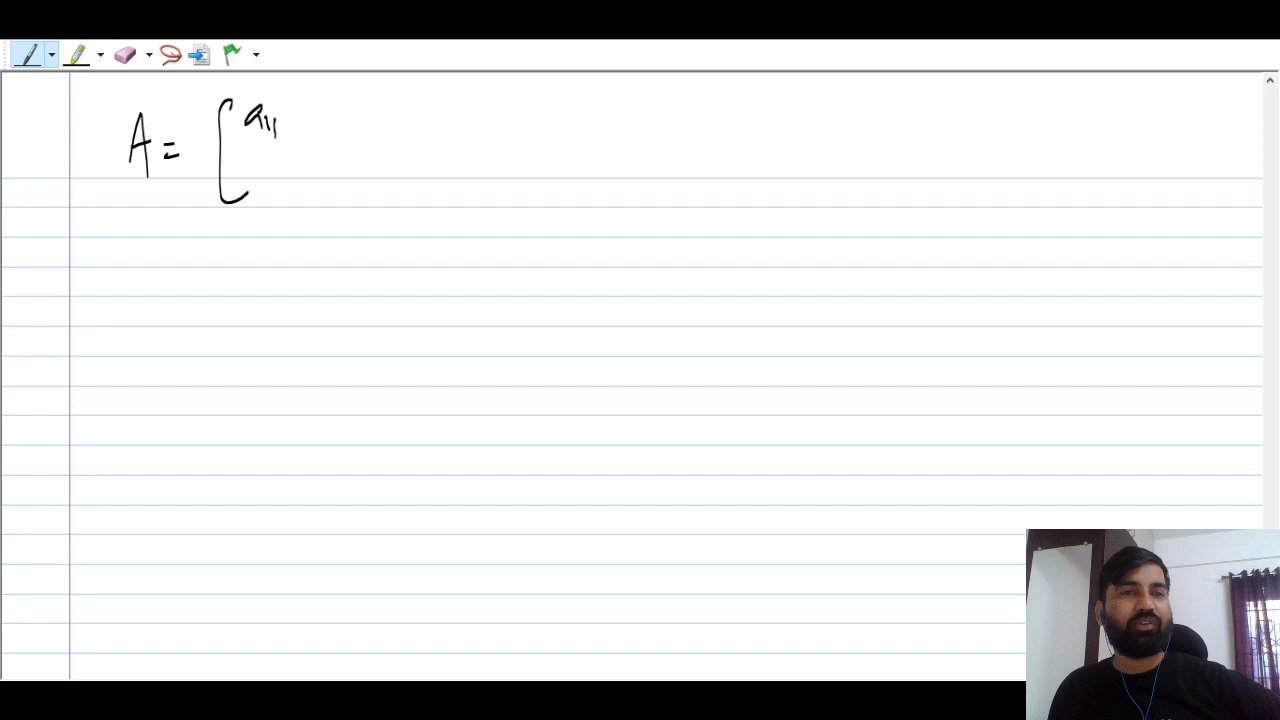 A = [ a11